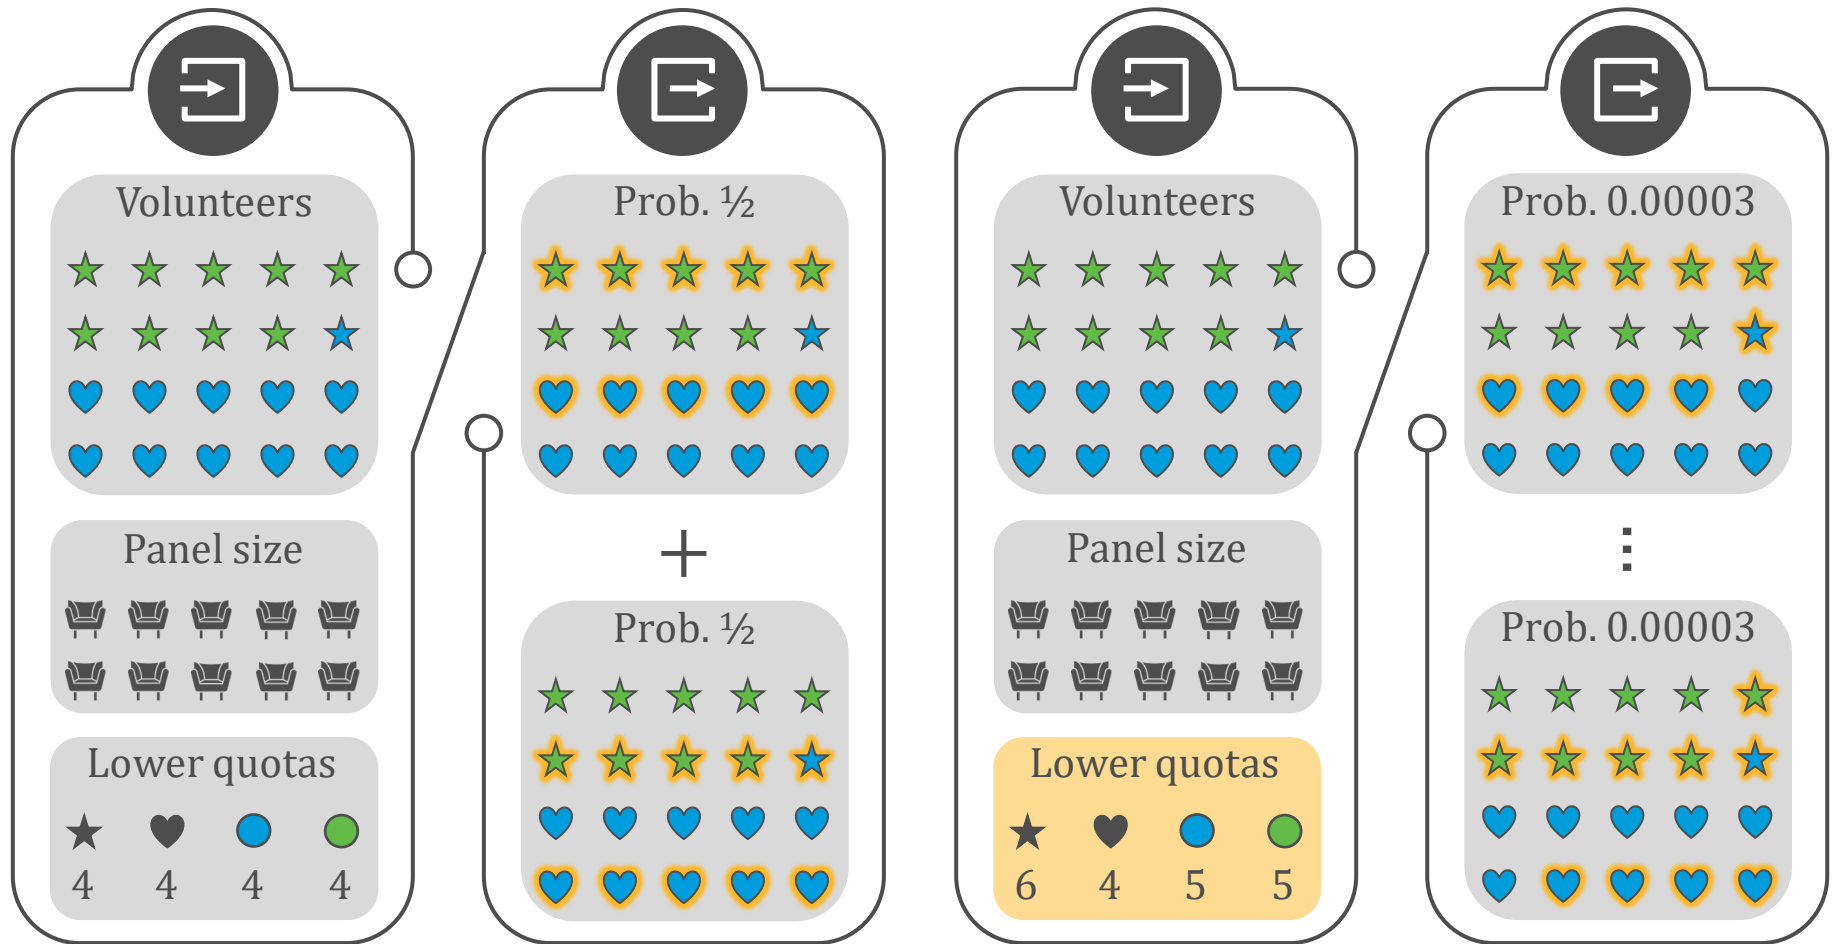 Volunteers
Panel size
Lower quotas
4 4 4 4
Prob. ½
+
Prob. ½
Volunteers
Panel size
Lower quotas
6 4 5 5
Prob. 0.00003
⋮
Prob. 0.00003